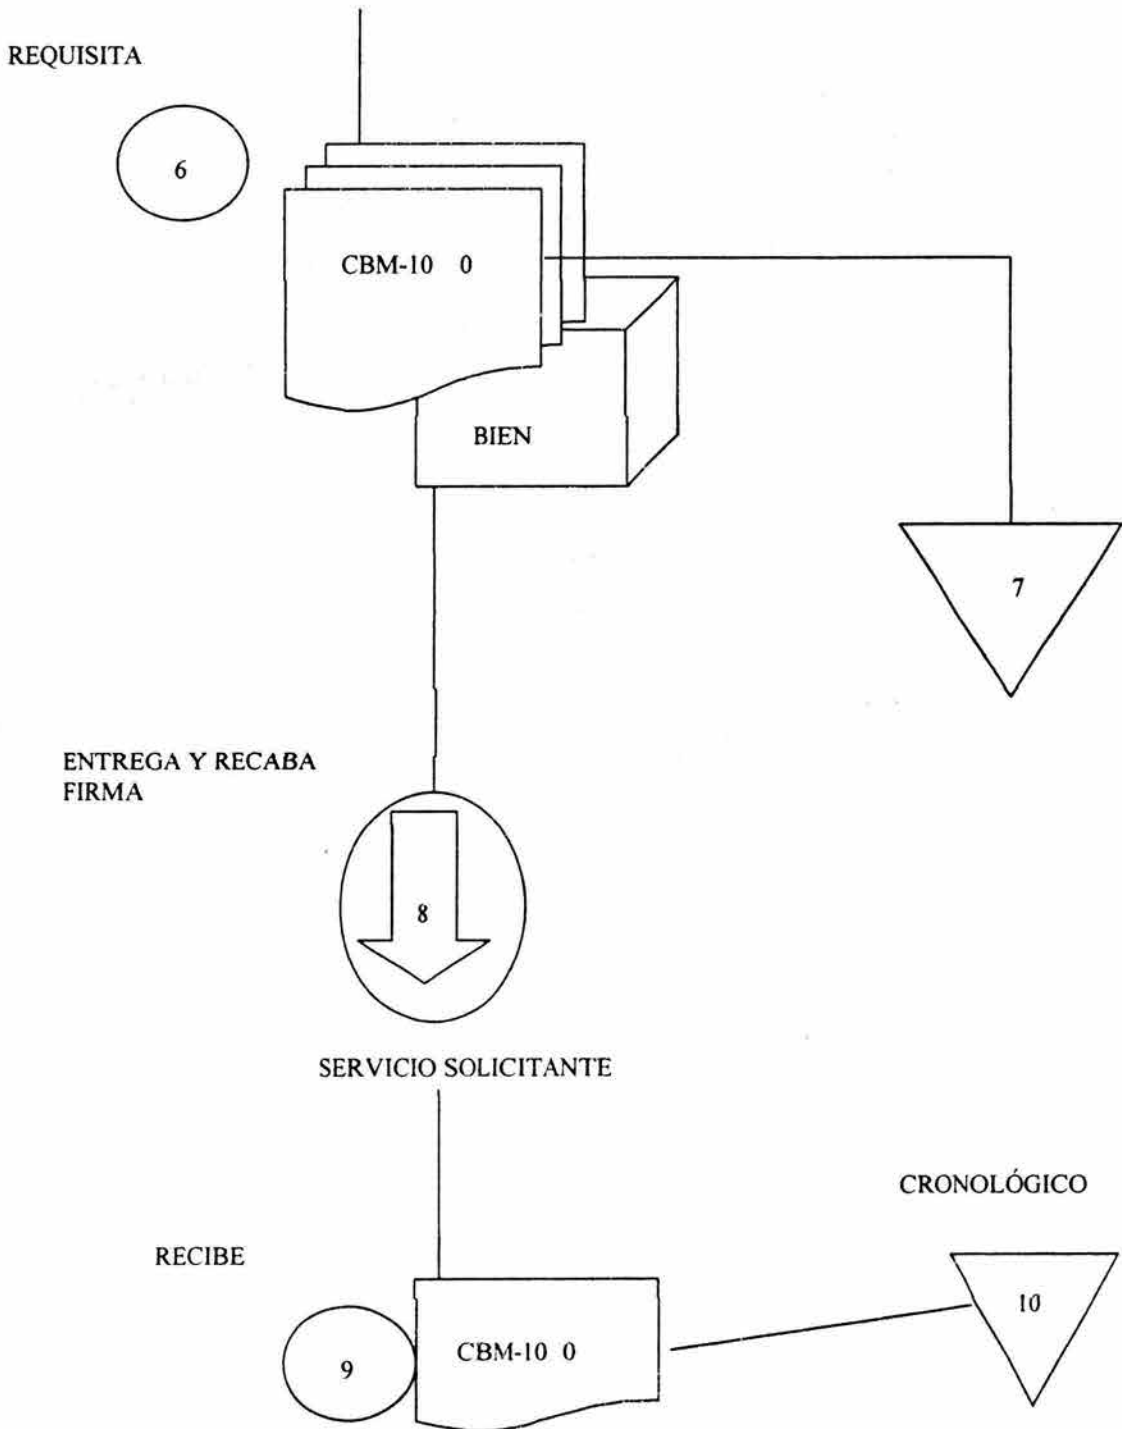 REQUISITA
6
CBM-10 0
BIEN
7
ENTREGA Y RECABA
FIRMA
8
SERVICIO SOLICITANTE
CRONOLÓGICO
RECIBE
10
CBM-10 0
9